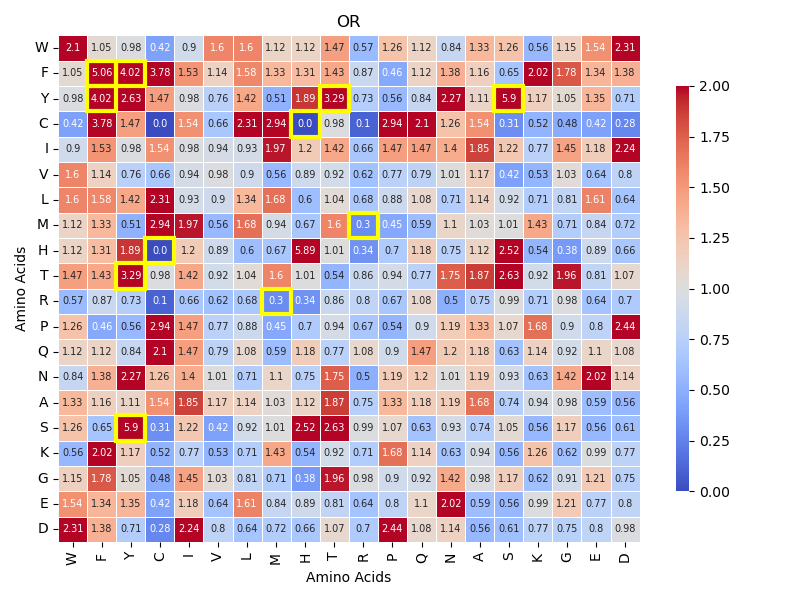 OR
W 2.1 1.05 0.98 0.42 0.9 1.6 1.6 1.12 1.12 1.47 0.57 1.26 1.12 0.84 1.33 1.26 0.56 1.15 1.54 2.31
F 1.05 5.06 4.02 3.78 1.53 1.14 1.58 1.33 1.31 1.43 0.87 0.46 1.12 1.38 1.16 0.65 2.02 1.78 1.34 1.38
Y 0.98 4.02 2.63 1.47 0.98 0.76 1.42 0.51 1.89 3.29 0.73 0.56 0.84 2.27 1.11 5.9 1.17 1.05 1.35 0.71
C 0.42 3.78 1.47 0.0 1.54 0.66 2.31 2.94 0.0 0.98 0.1 2.94 2.1 1.26 1.54 0.31 0.52 0.48 0.42 0.28
I 0.9 1.53 0.98 1.54 0.98 0.94 0.93 1.97 1.2 1.42 0.66 1.47 1.47 1.4 1.85 1.22 0.77 1.45 1.18 2.24
V 1.6 1.14 0.76 0.66 0.94 0.98 0.9 0.56 0.89 0.92 0.62 0.77 0.79 1.01 1.17 0.42 0.53 1.03 0.64 0.8
L 1.6 1.58 1.42 2.31 0.93 0.9 1.34 1.68 0.6 1.04 0.68 0.88 1.08 0.71 1.14 0.92 0.71 0.81 1.61 0.64
M 1.12 1.33 0.51 2.94 1.97 0.56 1.68 0.94 0.67 1.6 0.3 0.45 0.59 1.1 1.03 1.01 1.43 0.71 0.84 0.72
H 1.12 1.31 1.89 0.0 1.2 0.89 0.6 0.67 5.89 1.01 0.34 0.7 1.18 0.75 1.12 2.52 0.54 0.38 0.89 0.66
T 1.47 1.43 3.29 0.98 1.42 0.92 1.04 1.6 1.01 0.54 0.86 0.94 0.77 1.75 1.87 2.63 0.92 1.96 0.81 1.07
R 0.57 0.87 0.73 0.1 0.66 0.62 0.68 0.3 0.34 0.86 0.8 0.67 1.08 0.5 0.75 0.99 0.71 0.98 0.64 0.7
P 1.26 0.46 0.56 2.94 1.47 0.77 0.88 0.45 0.7 0.94 0.67 0.54 0.9 1.19 1.33 1.07 1.68 0.9 0.8 2.44
Q 1.12 1.12 0.84 2.1 1.47 0.79 1.08 0.59 1.18 0.77 1.08 0.9 1.47 1.2 1.18 0.63 1.14 0.92 1.1 1.08
N 0.84 1.38 2.27 1.26 1.4 1.01 0.71 1.1 0.75 1.75 0.5 1.19 1.2 1.01 1.19 0.93 0.63 1.42 2.02 1.14
A 1.33 1.16 1.11 1.54 1.85 1.17 1.14 1.03 1.12 1.87 0.75 1.33 1.18 1.19 1.68 0.74 0.94 0.98 0.59 0.56
S 1.26 0.65 5.9 0.31 1.22 0.42 0.92 1.01 2.52 2.63 0.99 1.07 0.63 0.93 0.74 1.05 0.56 1.17 0.56 0.61
K 0.56 2.02 1.17 0.52 0.77 0.53 0.71 1.43 0.54 0.92 0.71 1.68 1.14 0.63 0.94 0.56 1.26 0.62 0.99 0.77
G 1.15 1.78 1.05 0.48 1.45 1.03 0.81 0.71 0.38 1.96 0.98 0.9 0.92 1.42 0.98 1.17 0.62 0.91 1.21 0.75
E 1.54 1.34 1.35 0.42 1.18 0.64 1.61 0.84 0.89 0.81 0.64 0.8 1.1 2.02 0.59 0.56 0.99 1.21 0.77 0.8
D 2.31 1.38 0.71 0.28 2.24 0.8 0.64 0.72 0.66 1.07 0.7 2.44 1.08 1.14 0.56 0.61 0.77 0.75 0.8 0.98
W F Y C I V L M H T R P Q N A S K G E D
Amino Acids
Amino Acids
2.00
1.75
1.50
1.25
1.00
0.75
0.50
0.25
0.00